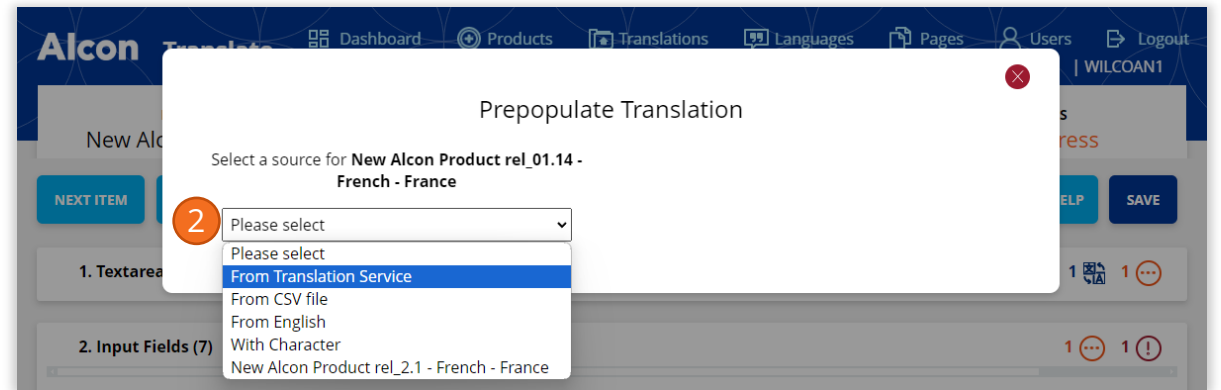 Alcon Translate Dashboard Products Translations Languages Pages Users Logout
| WILCOAN1
Prepopulate Translation
New Alc
Select a source for New Alcon Product rel_01.14 -
French - France
NEXT ITEM
SAVE
2
Please select
Please select
From Translation Service
From CSV file
From English
With Character
New Alcon Product rel_2.1 - French - France
1. Textarea
1 1
2. Input Fields (7)
1 1